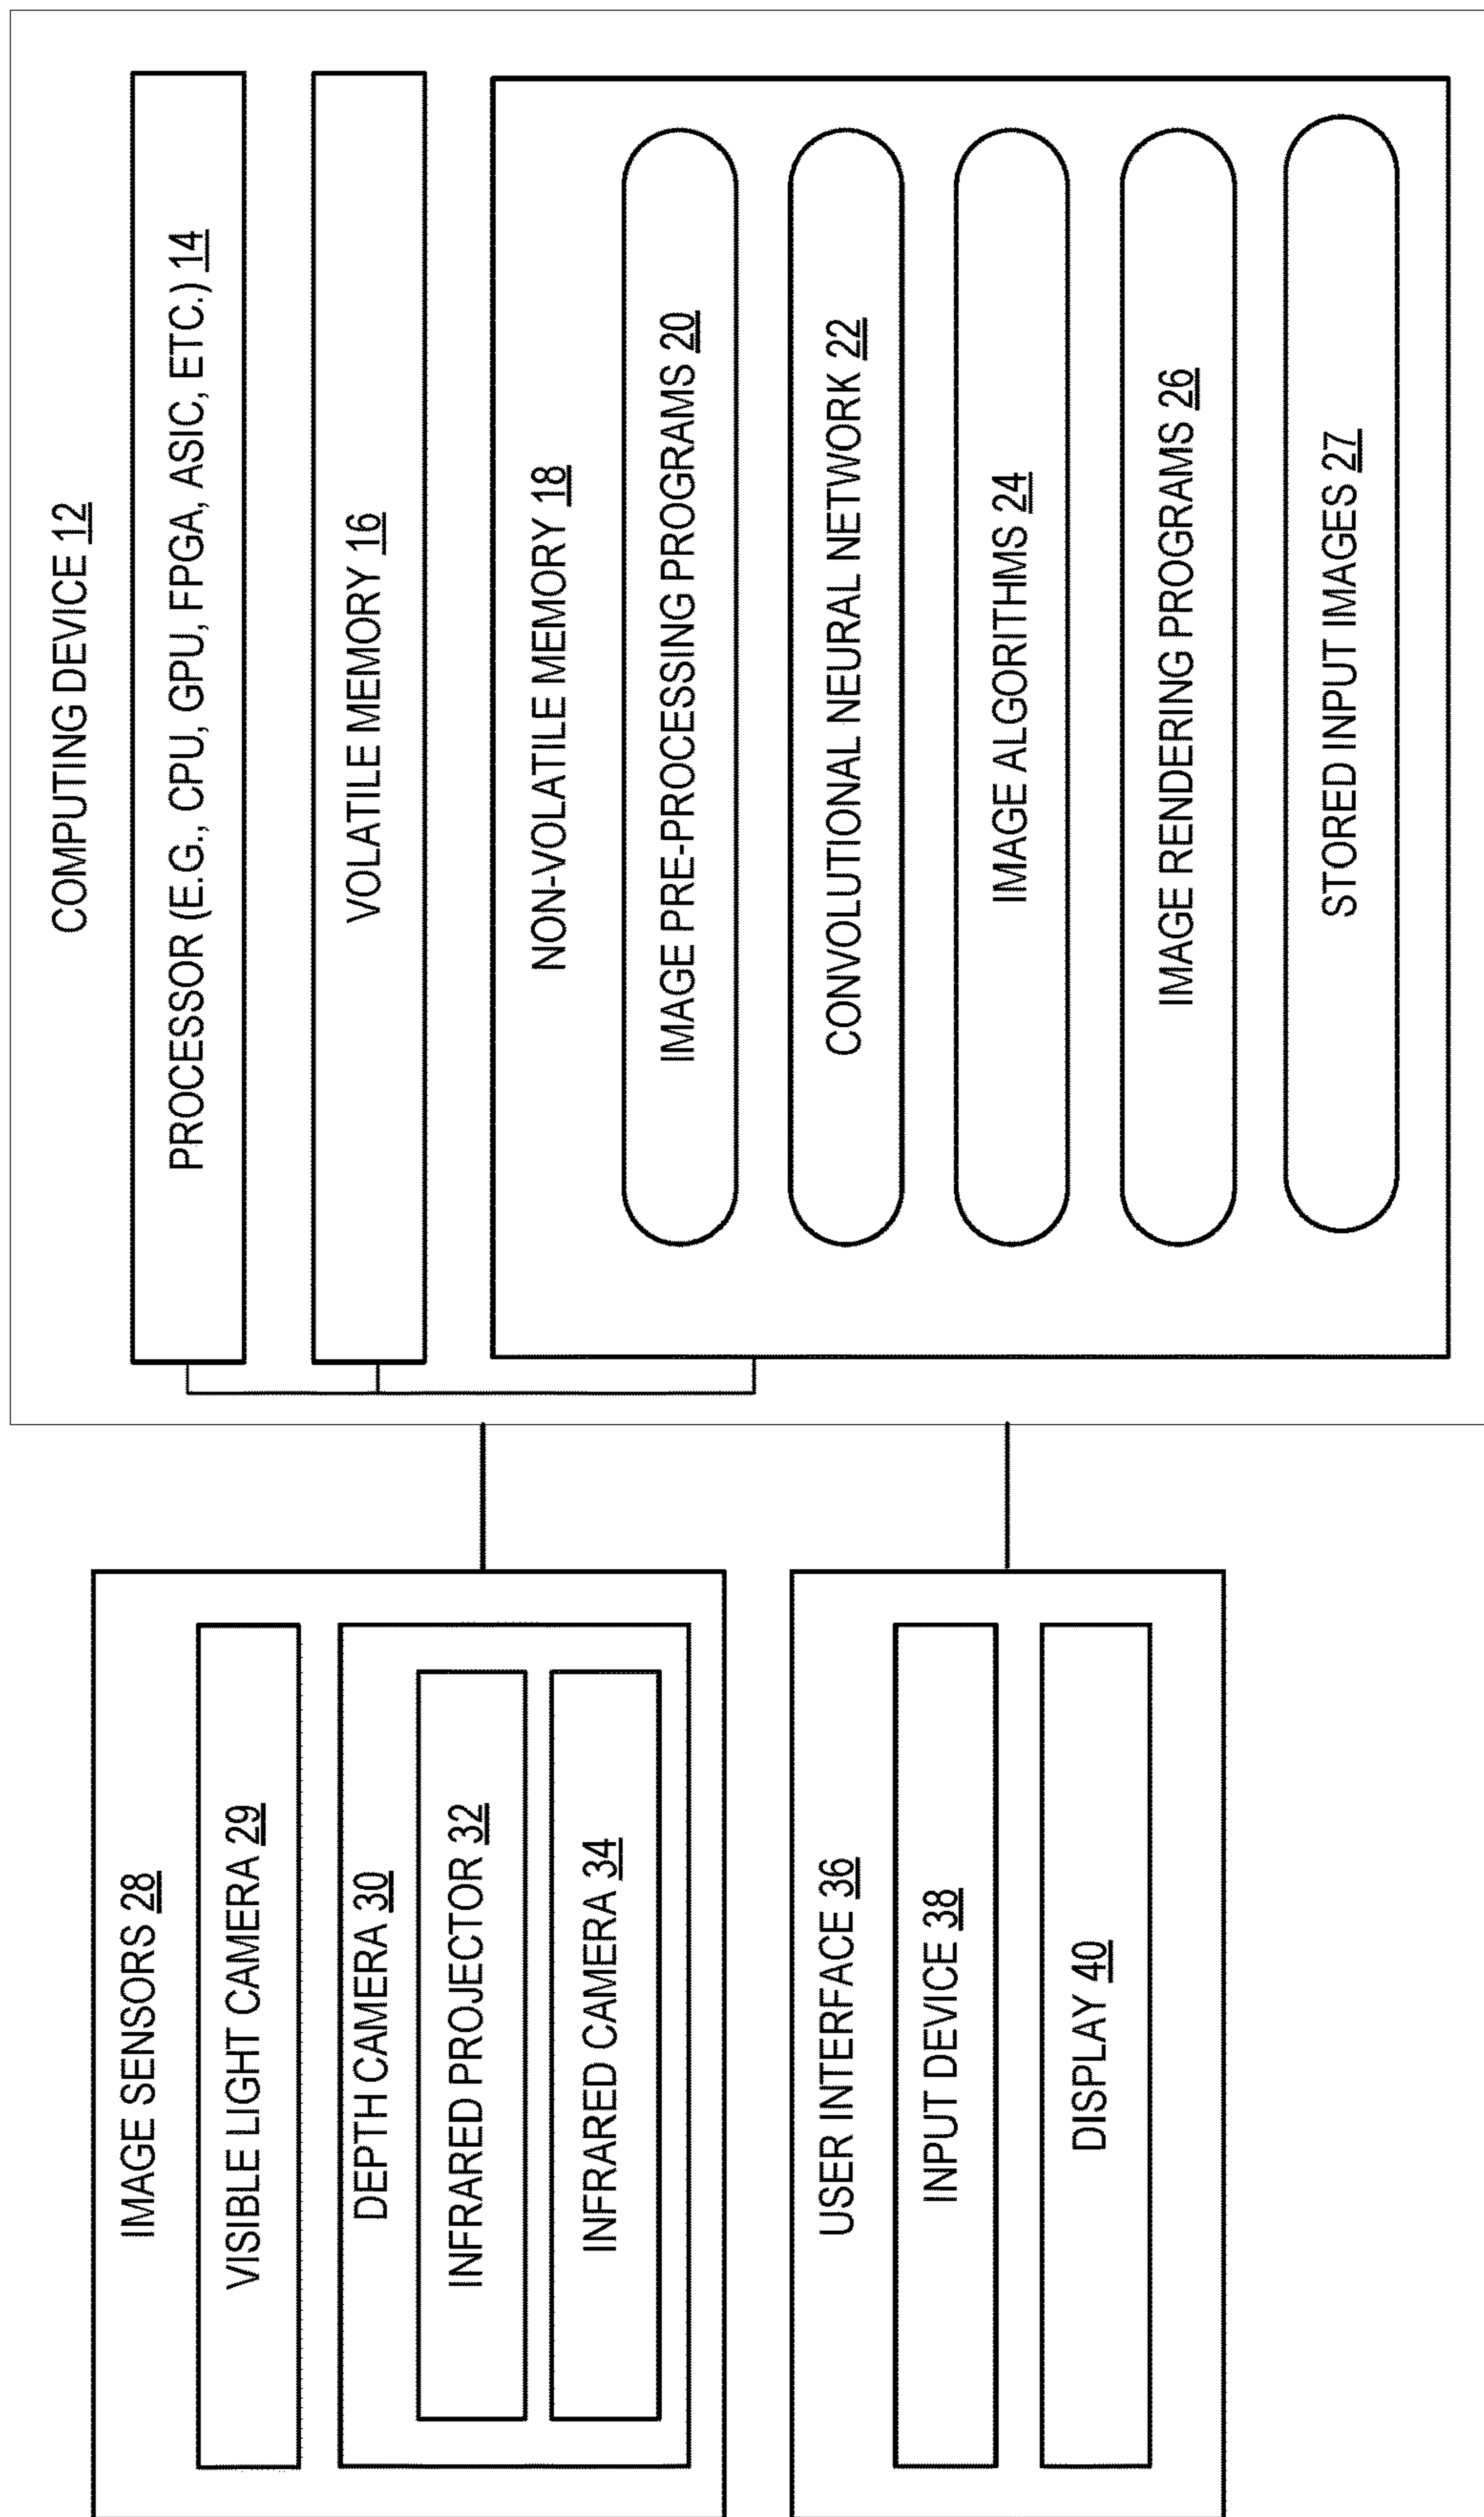 IMAGE SENSORS 28
VISIBLE LIGHT CAMERA 29
DEPTH CAMERA 30
INFRARED PROJECTOR 32
INFRARED CAMERA 34
USER INTERFACE 36
INPUT DEVICE 38
DISPLAY 40
COMPUTING DEVICE 12
PROCESSOR (E.G., CPU, GPU, FPGA, ASIC, ETC.) 14
VOLATILE MEMORY 16
NON-VOLATILE MEMORY 18
IMAGE PRE-PROCESSING PROGRAMS 20
CONVOLUTIONAL NEURAL NETWORK 22
IMAGE ALGORITHMS 24
IMAGE RENDERING PROGRAMS 26
STORED INPUT IMAGES 27